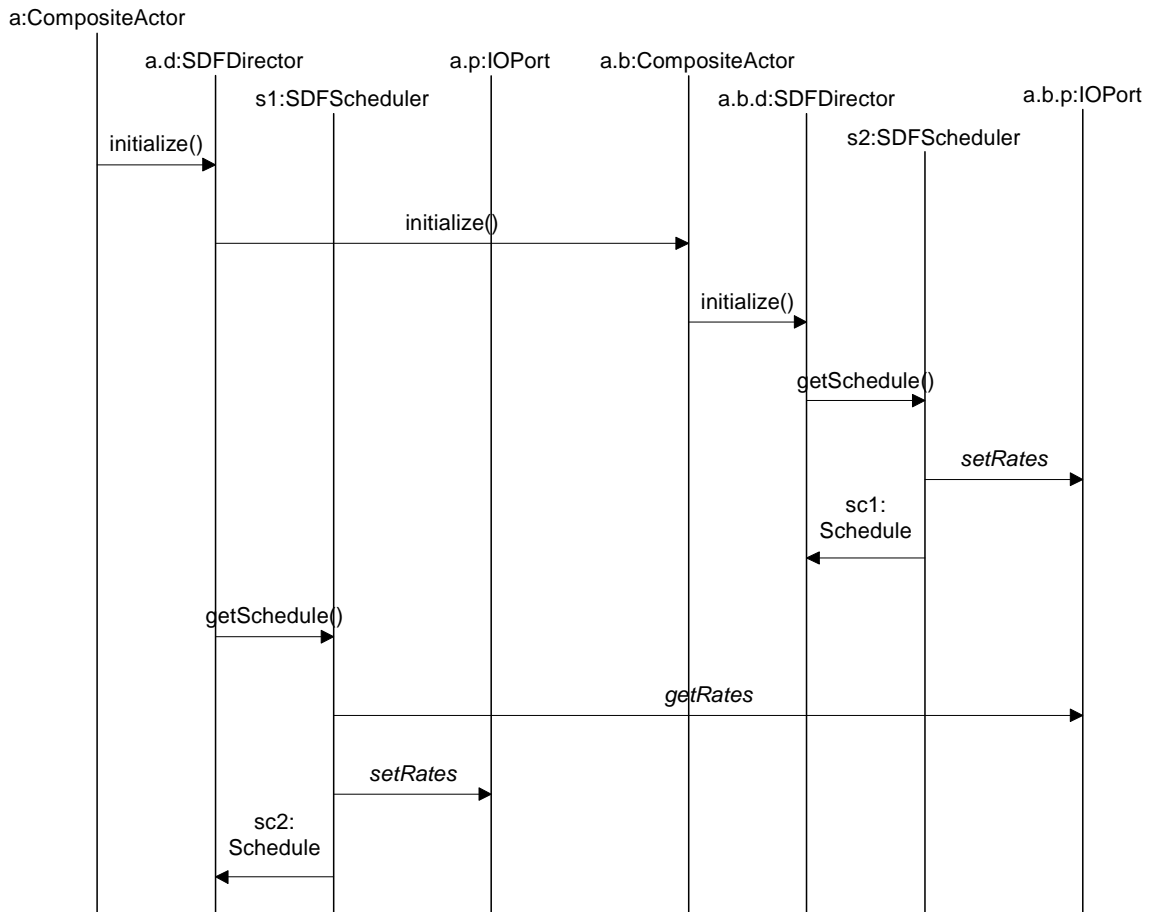 a:CompositeActor
a.d:SDFDirector
a.p:IOPort
a.b:CompositeActor
s1:SDFScheduler
a.b.d:SDFDirector
a.b.p:IOPort
s2:SDFScheduler
initialize()
initialize()
initialize()
getSchedule()
setRates
sc1:
Schedule
getSchedule()
getRates
setRates
sc2:
Schedule